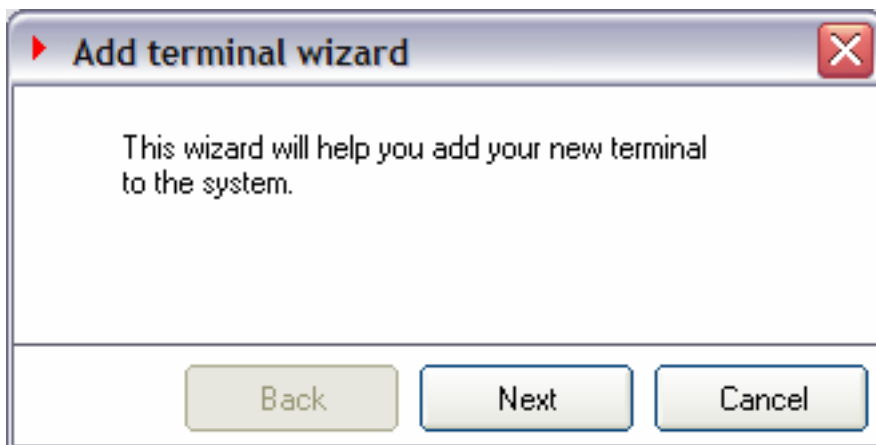 Add terminal wizard
This wizard will help you add your new terminal
to the system.
Back Next Cancel